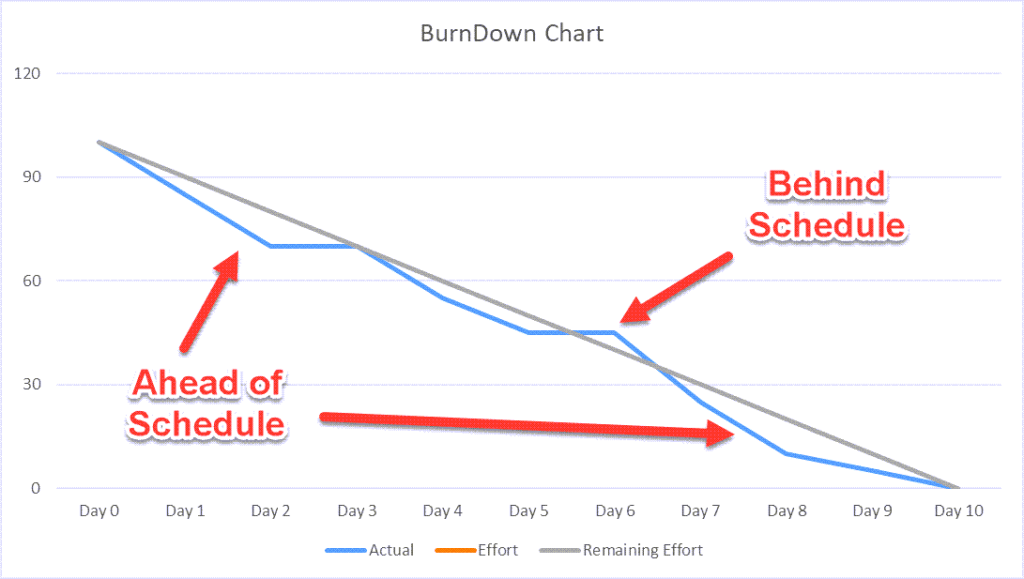 BurnDown Chart
120
90
60
30
0
Behind
Schedule
Ahead of
Schedule
Day 0 Day 1 Day 2 Day 3 Day 4 Day 5 Day 6 Day 7 Day 8 Day 9 Day 10
Actual Effort Remaining Effort